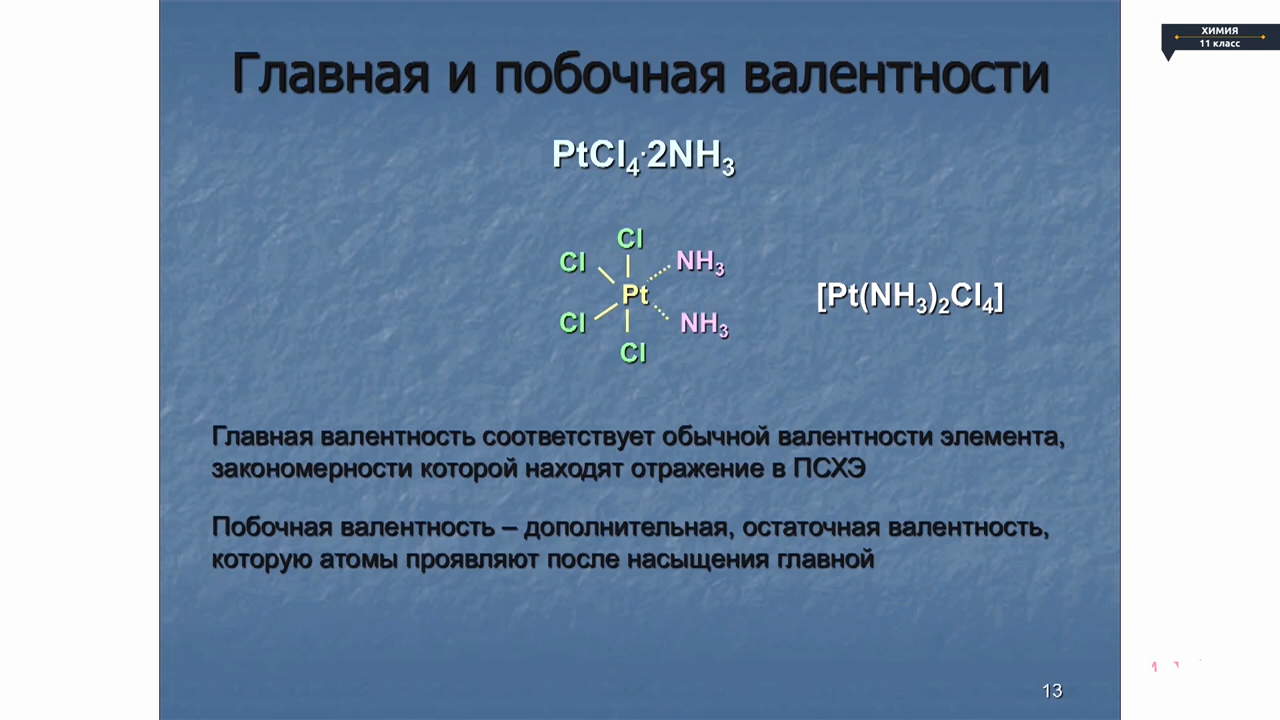 ХИМИЯ
11 класс
Главная и побочная валентности
PtCl₄·2NH₃
Cl
Cl NH₃
Pt [Pt(NH₃)₂Cl₄]
Cl NH₃
Cl
Главная валентность соответствует обычной валентности элемента,
закономерности которой находят отражение в ПСХЭ
Побочная валентность – дополнительная, остаточная валентность,
которую атомы проявляют после насыщения главной
13